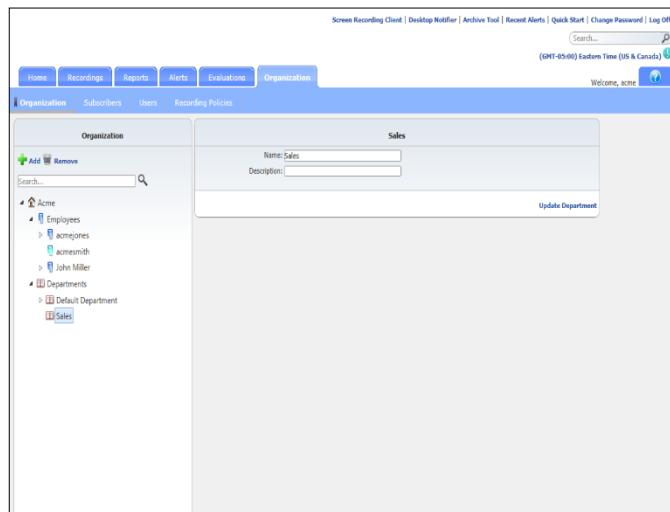 Screen Recording Client | Desktop Notifier | Archive Tool | Recent Alerts | Quick Start | Change Password | Log Off
Search...
(GMT-05:00) Eastern Time (US & Canada)
Home Recordings Reports Alerts Evaluations Organization
Welcome, acme
Organization Subscribers Users Recording Policies
Organization
Add Remove
Search...
Acme
Employees
acmejones
acmesmith
John Miller
Departments
Default Department
Sales
Sales
Name: Sales
Description:
Update Department